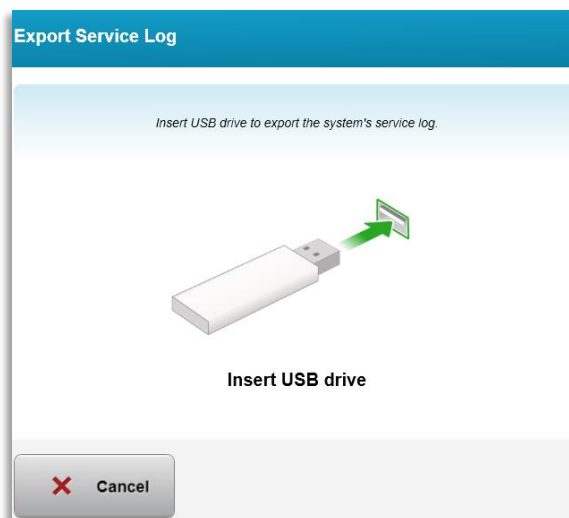 Export Service Log
Insert USB drive to export the system's service log.
Insert USB drive
Cancel